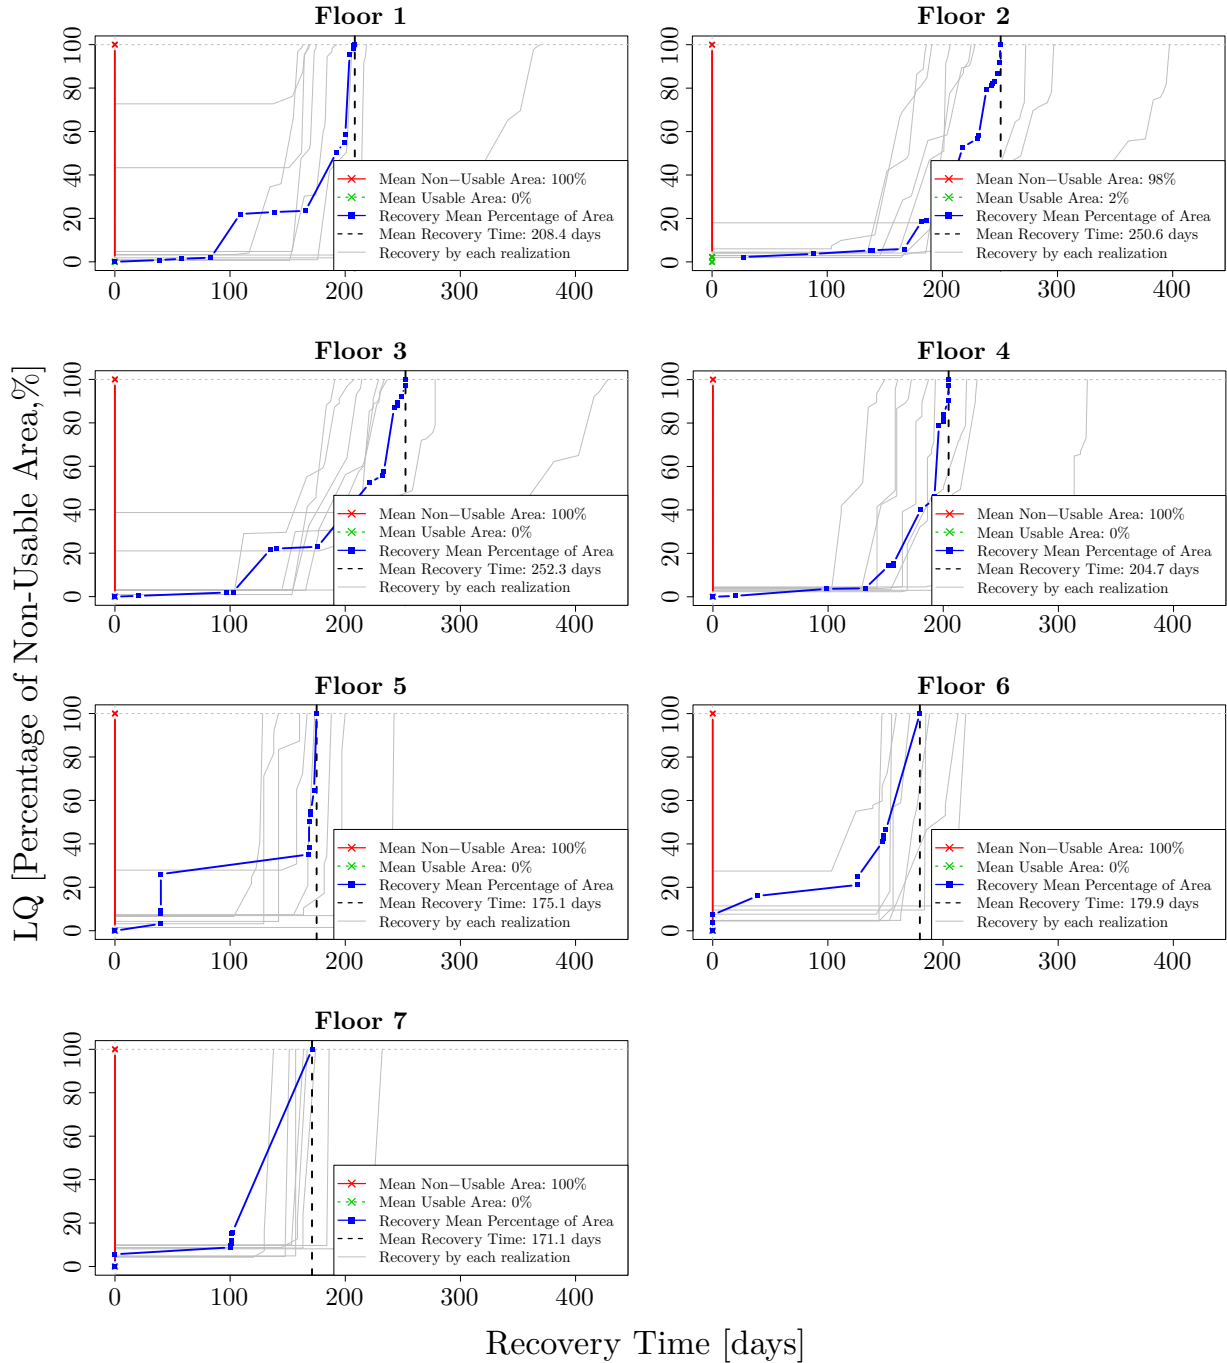 Floor 1
0 20 40 60 80 100
Mean Non−Usable Area: 100%
Mean Usable Area: 0%
Recovery Mean Percentage of Area
Mean Recovery Time: 208.4 days
Recovery by each realization
0 100 200 300 400
Floor 2
0 20 40 60 80 100
Mean Non−Usable Area: 98%
Mean Usable Area: 2%
Recovery Mean Percentage of Area
Mean Recovery Time: 250.6 days
Recovery by each realization
0 100 200 300 400
LQ [Percentage of Non-Usable Area,%]
Floor 3
0 20 40 60 80 100
Mean Non−Usable Area: 100%
Mean Usable Area: 0%
Recovery Mean Percentage of Area
Mean Recovery Time: 252.3 days
Recovery by each realization
0 100 200 300 400
Floor 4
0 20 40 60 80 100
Mean Non−Usable Area: 100%
Mean Usable Area: 0%
Recovery Mean Percentage of Area
Mean Recovery Time: 204.7 days
Recovery by each realization
0 100 200 300 400
Floor 5
0 20 40 60 80 100
Mean Non−Usable Area: 100%
Mean Usable Area: 0%
Recovery Mean Percentage of Area
Mean Recovery Time: 175.1 days
Recovery by each realization
0 100 200 300 400
Floor 6
0 20 40 60 80 100
Mean Non−Usable Area: 100%
Mean Usable Area: 0%
Recovery Mean Percentage of Area
Mean Recovery Time: 179.9 days
Recovery by each realization
0 100 200 300 400
Floor 7
0 20 40 60 80 100
Mean Non−Usable Area: 100%
Mean Usable Area: 0%
Recovery Mean Percentage of Area
Mean Recovery Time: 171.1 days
Recovery by each realization
0 100 200 300 400
Recovery Time [days]